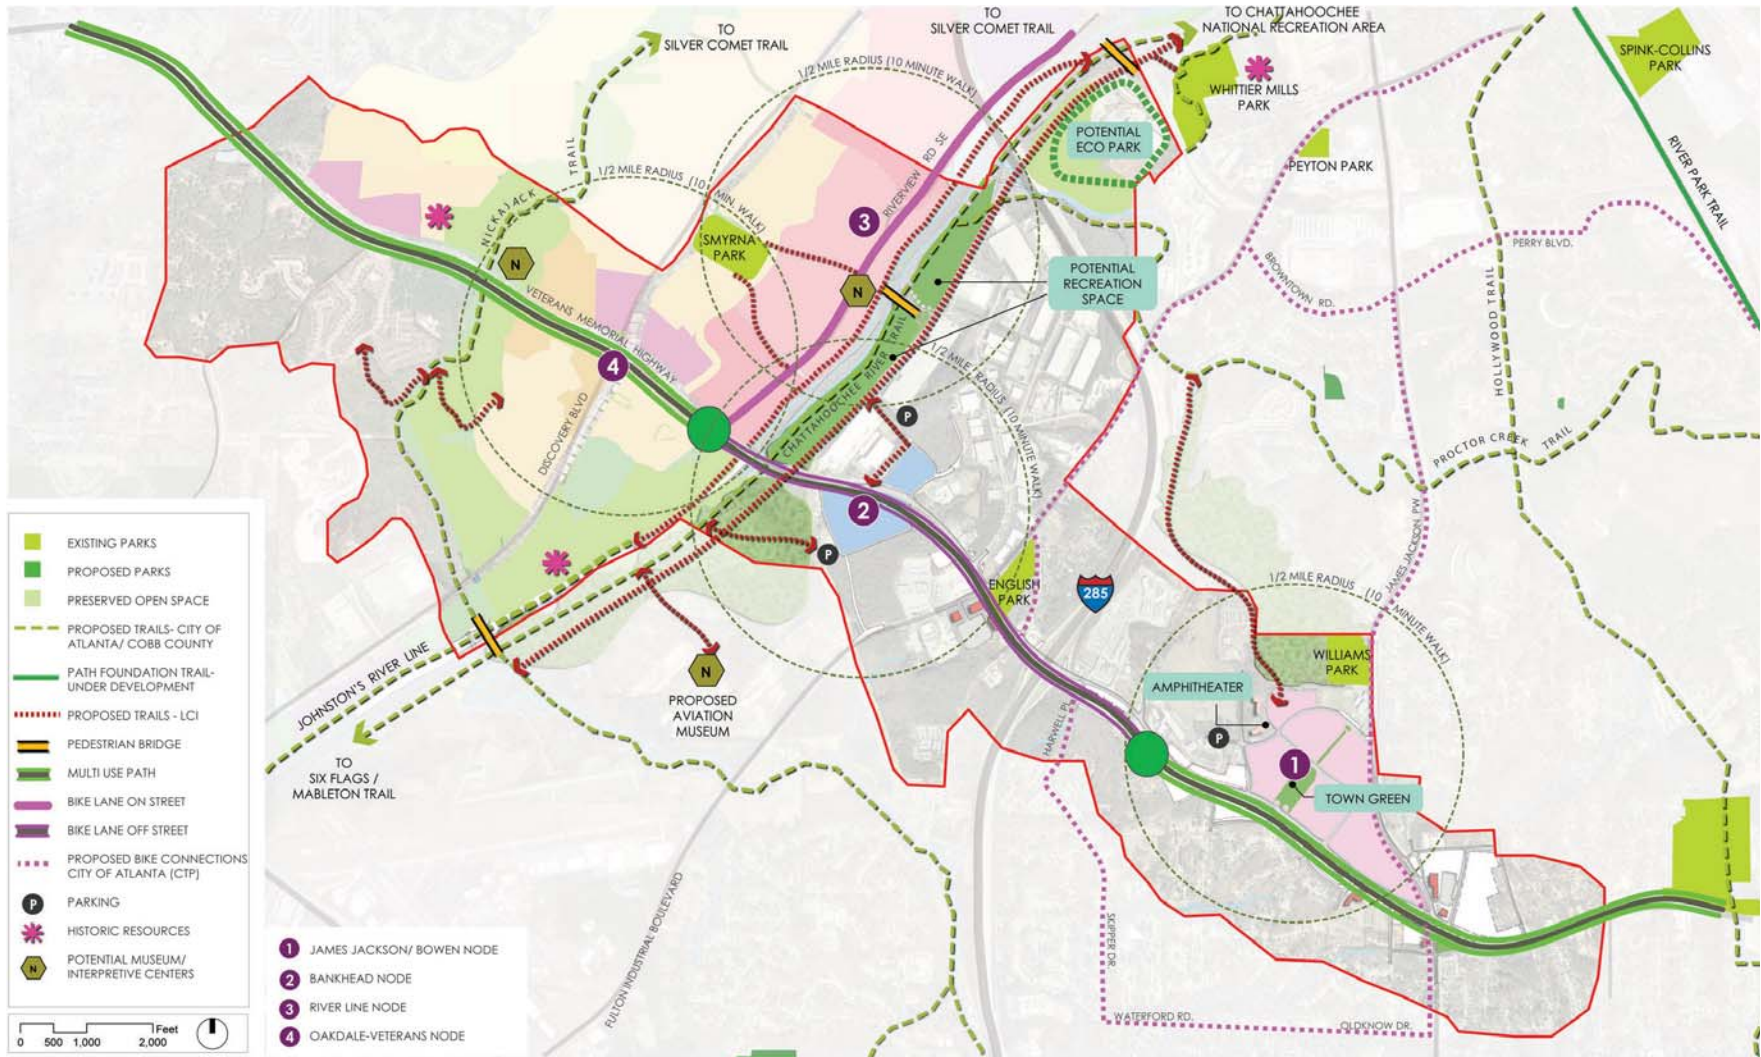 TO
SILVER COMET TRAIL
TO
SILVER COMET TRAIL
TO CHATTAHOOCHEE
NATIONAL RECREATION AREA
SPINK-COLLINS
PARK
1/2 MILE RADIUS (10 MINUTE WALK)
WHITTIER MILLS
PARK
POTENTIAL
ECO PARK
PEYTON PARK
RIVER PARK TRAIL
NICKAJACK TRAIL
1/2 MILE RADIUS (10 MIN. WALK)
RIVERVIEW RD SE
3
SMYRNA
PARK
N
N
POTENTIAL
RECREATION
SPACE
PERRY BLVD.
BROWNTOWN RD.
HOLLYWOOD TRAIL
VETERANS MEMORIAL HIGHWAY
4
CHATTAHOOCHEE RIVER TRAIL
1/2 MILE RADIUS (10 MINUTE WALK)
DISCOVERY BLVD
P
PROCTOR CREEK TRAIL
2
P
JAMES JACKSON PW
ENGLISH
PARK
285
1/2 MILE RADIUS (10 MINUTE WALK)
WILLIAMS
PARK
JOHNSTON'S RIVER LINE
N
PROPOSED
AVIATION
MUSEUM
AMPHITHEATER
P
HARWELL PL
1
TOWN GREEN
TO
SIX FLAGS /
MABLETON TRAIL
FULTON INDUSTRIAL BOULEVARD
SKIPPER DR.
WATERFORD RD.
OLDKNOW DR.
EXISTING PARKS
PROPOSED PARKS
PRESERVED OPEN SPACE
PROPOSED TRAILS- CITY OF
ATLANTA/ COBB COUNTY
PATH FOUNDATION TRAIL-
UNDER DEVELOPMENT
PROPOSED TRAILS - LCI
PEDESTRIAN BRIDGE
MULTI USE PATH
BIKE LANE ON STREET
BIKE LANE OFF STREET
PROPOSED BIKE CONNECTIONS
CITY OF ATLANTA (CTP)
P PARKING
HISTORIC RESOURCES
N POTENTIAL MUSEUM/
INTERPRETIVE CENTERS
0 500 1,000 2,000 Feet
1 JAMES JACKSON/ BOWEN NODE
2 BANKHEAD NODE
3 RIVER LINE NODE
4 OAKDALE-VETERANS NODE